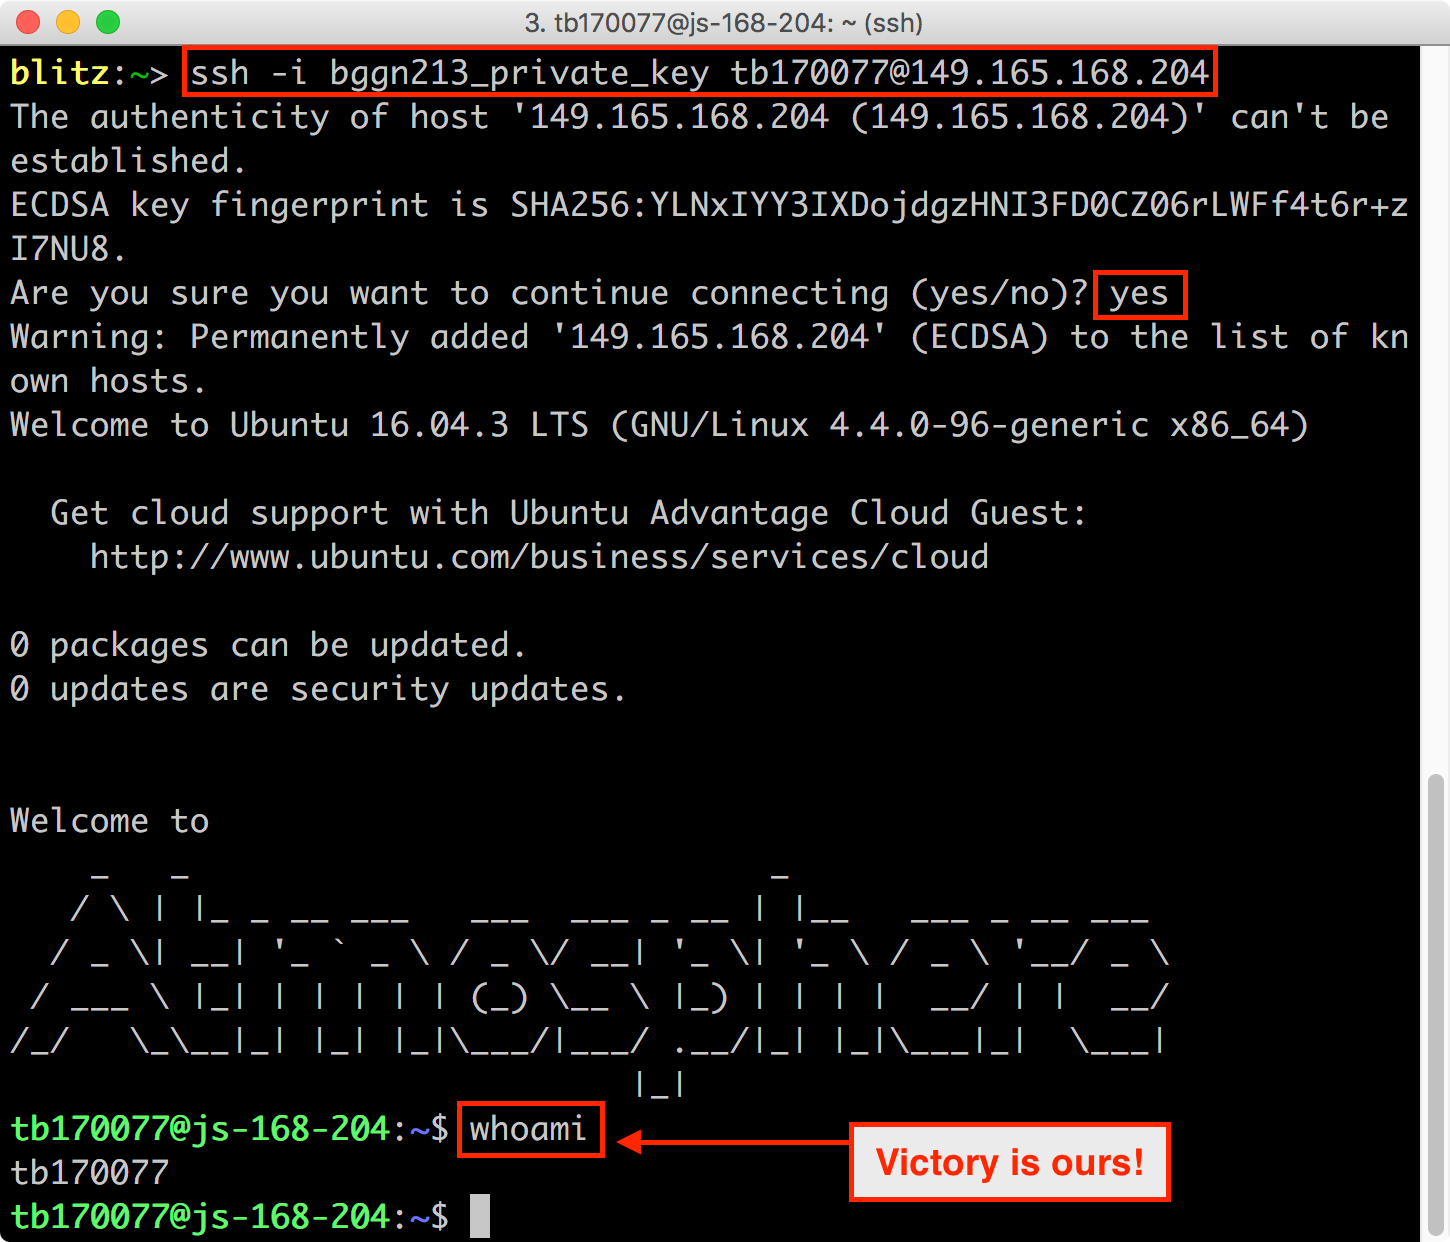 3. tb170077@js-168-204: ~ (ssh)
blitz:~> ssh -i bggn213_private_key tb170077@149.165.168.204
The authenticity of host '149.165.168.204 (149.165.168.204)' can't be
established.
ECDSA key fingerprint is SHA256:YLNxIYY3IXDojdgzHNI3FD0CZ06rLWFf4t6r+z
I7NU8.
Are you sure you want to continue connecting (yes/no)? yes
Warning: Permanently added '149.165.168.204' (ECDSA) to the list of kn
own hosts.
Welcome to Ubuntu 16.04.3 LTS (GNU/Linux 4.4.0-96-generic x86_64)
  Get cloud support with Ubuntu Advantage Cloud Guest:
    http://www.ubuntu.com/business/services/cloud
0 packages can be updated.
0 updates are security updates.
Welcome to
Atmosphere
tb170077@js-168-204:~$ whoami
Victory is ours!
tb170077
tb170077@js-168-204:~$